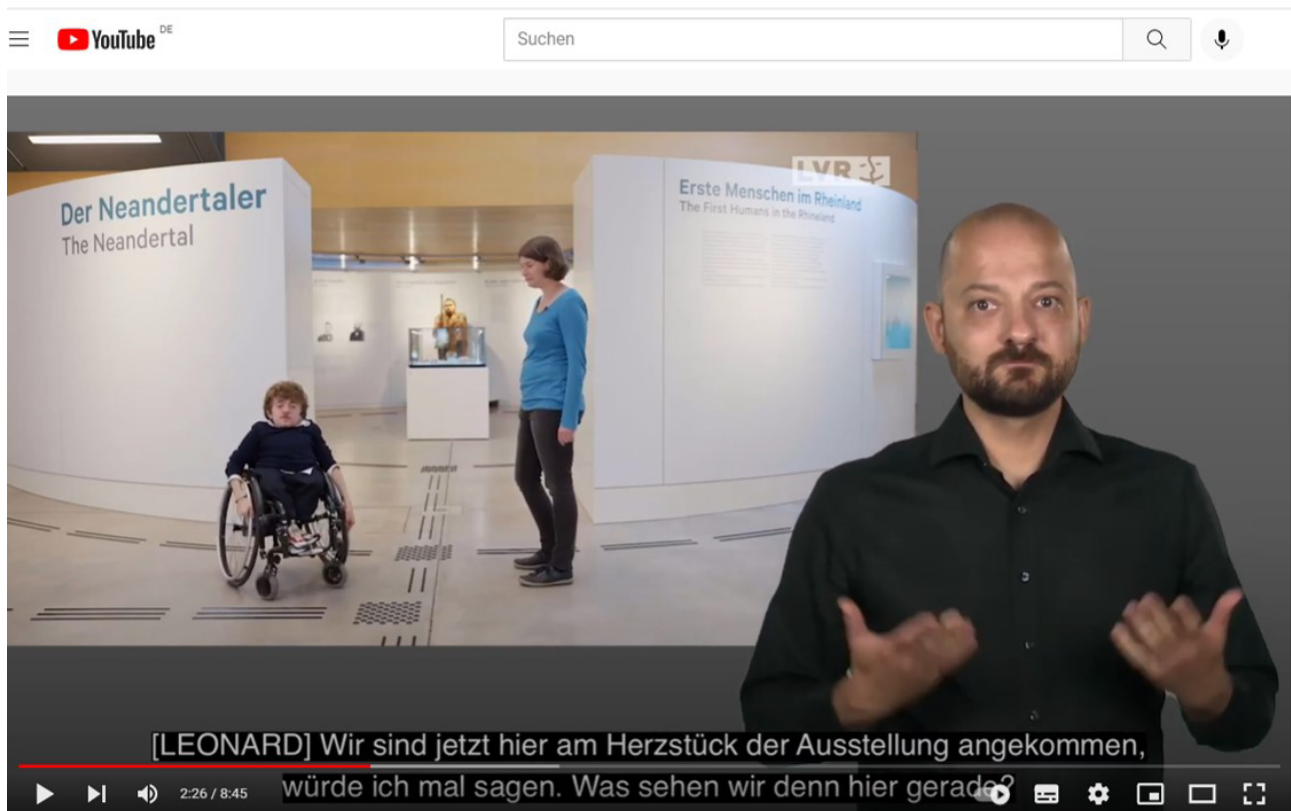 YouTube DE
Suchen
LVR
Der Neandertaler
The Neandertal
Erste Menschen im Rheinland
The First Humans in the Rhineland
[LEONARD] Wir sind jetzt hier am Herzstück der Ausstellung angekommen,
würde ich mal sagen. Was sehen wir denn hier gerade?
2:26 / 8:45